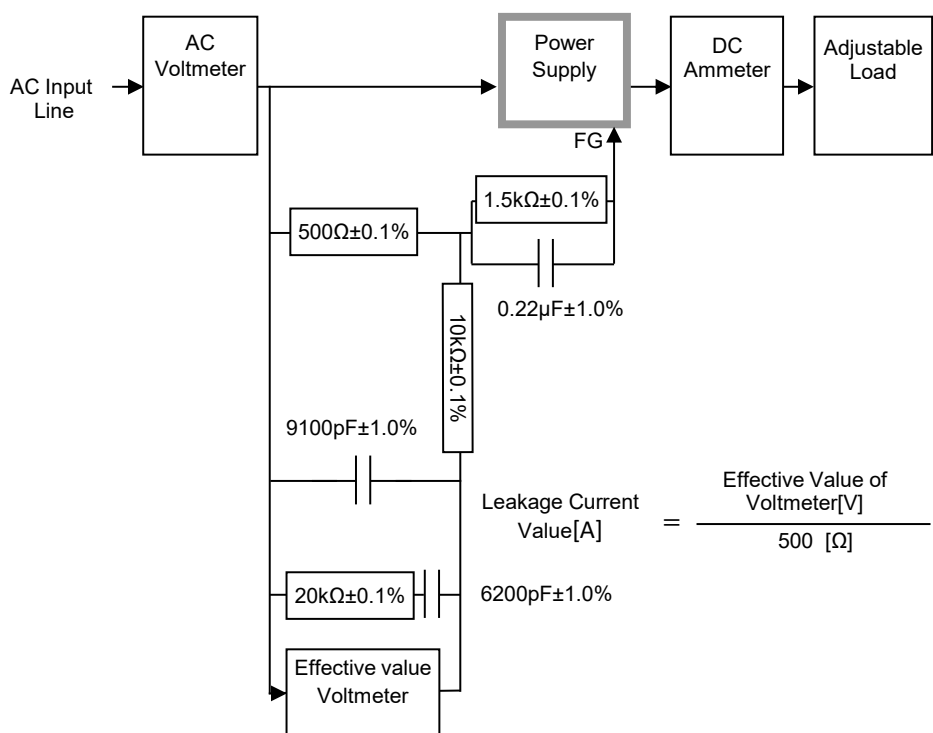 AC
Voltmeter
Power
Supply
DC
Ammeter
Adjustable
Load
AC Input
Line
FG
1.5kΩ±0.1%
500Ω±0.1%
0.22μF±1.0%
10kΩ±0.1%
9100pF±1.0%
Leakage Current
Value[A]
=
Effective Value of
Voltmeter[V]
500 [Ω]
20kΩ±0.1%
6200pF±1.0%
Effective value
Voltmeter